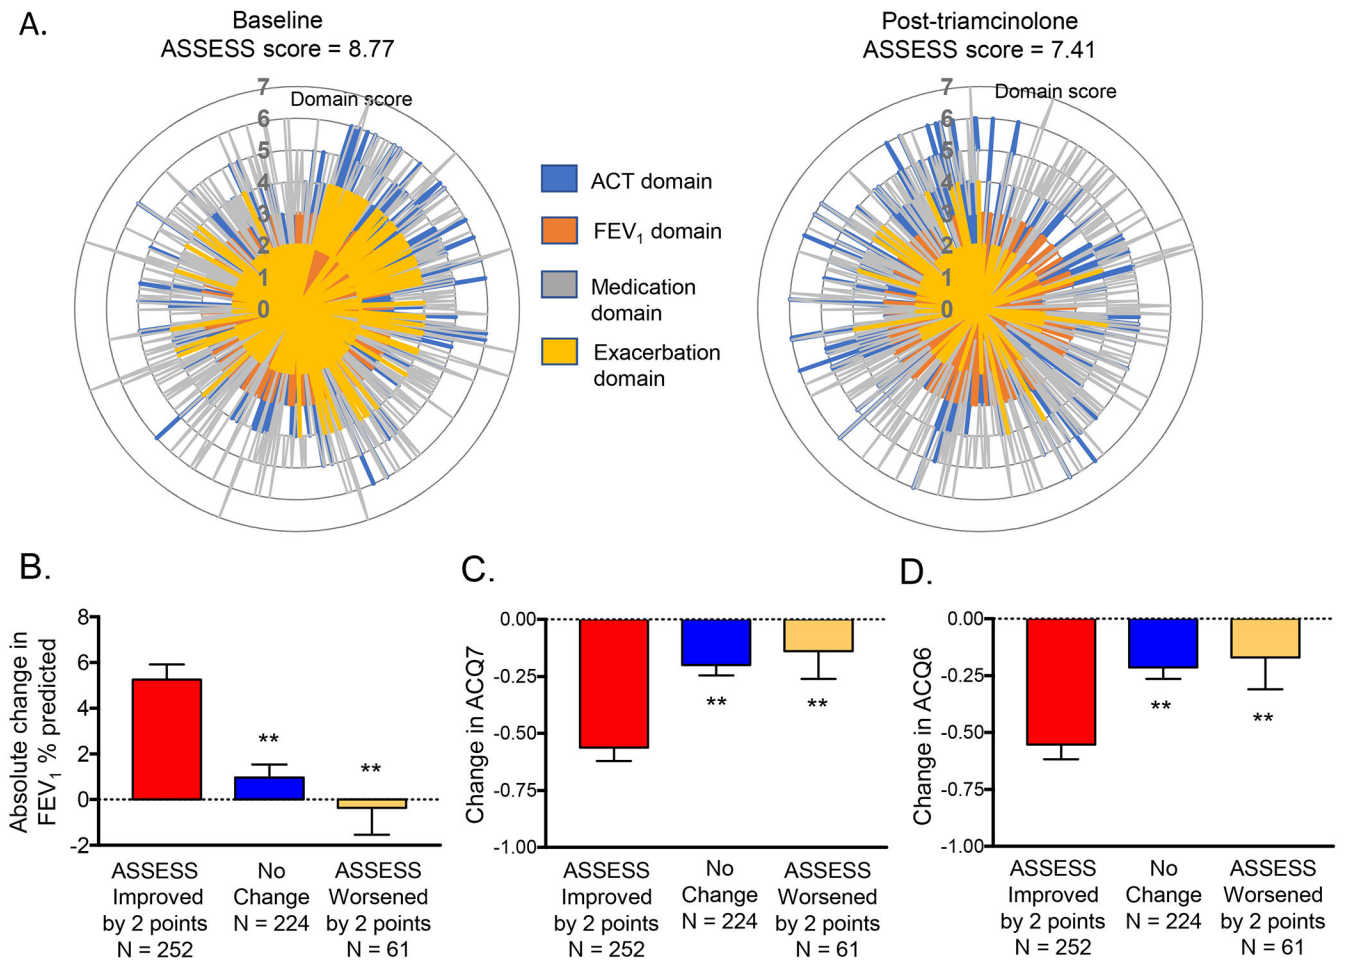 A.
Baseline
ASSESS score = 8.77
Domain score
7
6
5
4
3
2
1
0
ACT domain
FEV1 domain
Medication
domain
Exacerbation
domain
Post-triamcinolone
ASSESS score = 7.41
Domain score
7
6
5
4
3
2
1
0
B.
Absolute change in
FEV1 % predicted
8
6
4
2
0
-2
**
**
ASSESS
Improved
by 2 points
N = 252
No
Change
N = 224
ASSESS
Worsened
by 2 points
N = 61
C.
Change in ACQ7
0.00
-0.25
-0.50
-0.75
-1.00
**
**
ASSESS
Improved
by 2 points
N = 252
No
Change
N = 224
ASSESS
Worsened
by 2 points
N = 61
D.
Change in ACQ6
0.00
-0.25
-0.50
-0.75
-1.00
**
**
ASSESS
Improved
by 2 points
N = 252
No
Change
N = 224
ASSESS
Worsened
by 2 points
N = 61